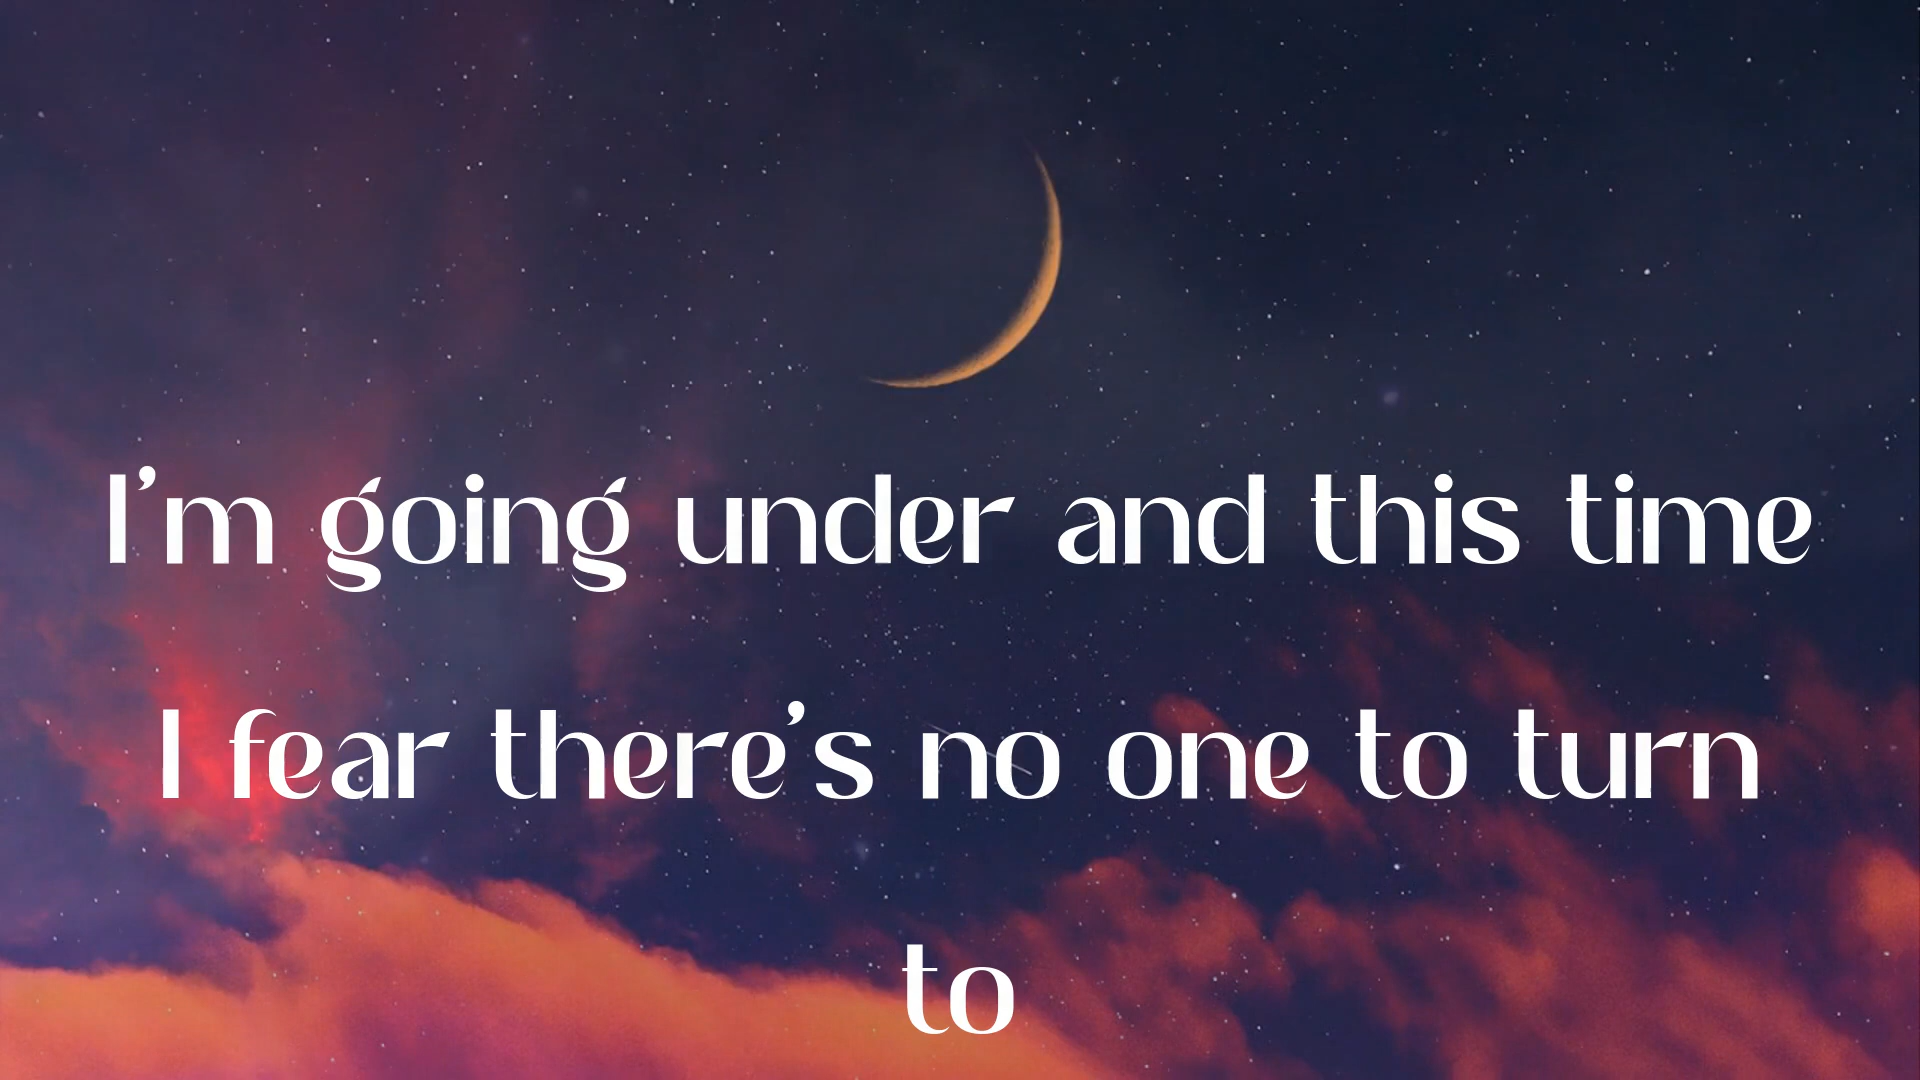 I’m going under and this time
I fear there’s no one to turn
to